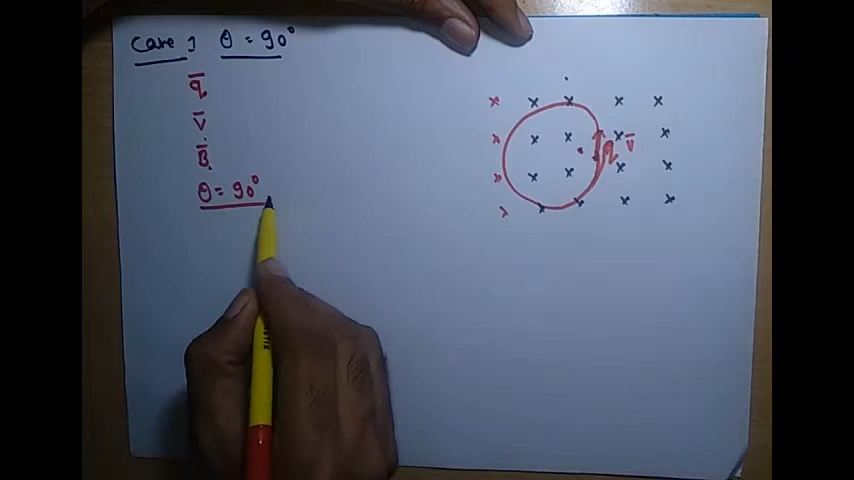 Case 1 θ = 90°
q̅
V̅
B̅
θ = 90°
x x x x x
x x x x x
q v̅
x x x x x
x x x x x